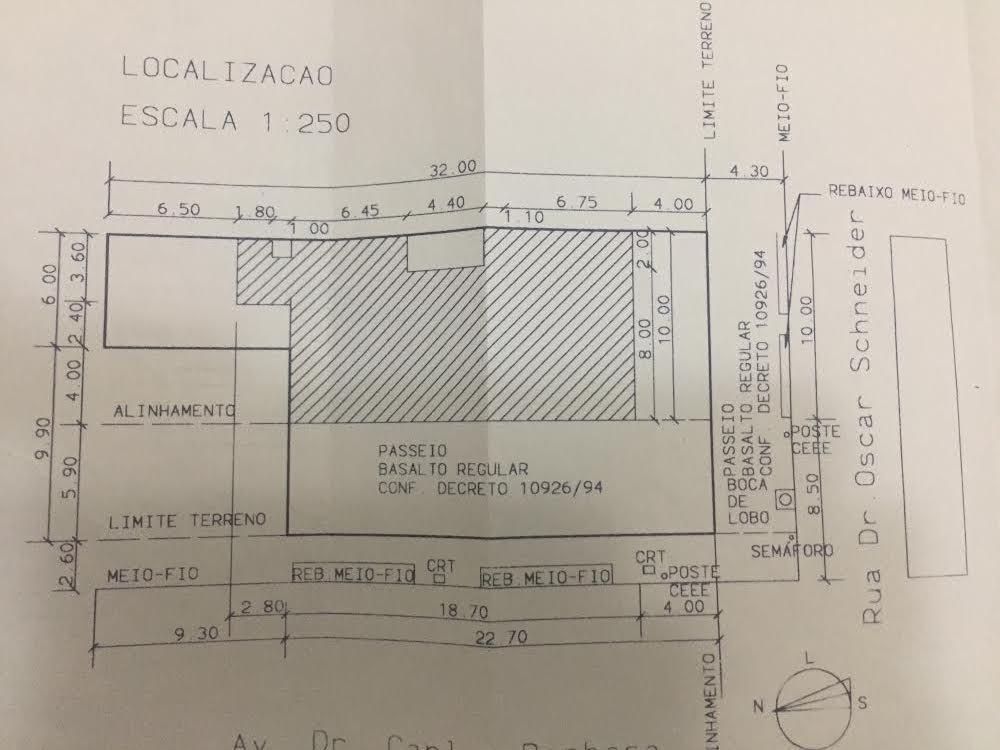 LOCALIZACAO
ESCALA 1:250
LIMITE TERRENO
MEIO-FIO
32.00
4.30
REBAIXO MEIO-FIO
6.50
1.80
1 00
6.45
4.40
1.10
6.75
4.00
6 00
3 60
2 40
4.00
9.90
5.90
2.60
2.00
8.00
10.00
PASSEIO
BASALTO REGULAR
CONF. DECRETO 10926/94
10.00
8.50
Rua Dr. Oscar Schneider
ALINHAMENTO
PASSEIO
BASALTO REGULAR
CONF. DECRETO 10926/94
BOCA
DE
LOBO
POSTE
CEEE
LIMITE TERRENO
SEMÁFORO
MEIO-FIO
REB.MEIO-FIO
CRT
REB.MEIO-FIO
CRT
POSTE
CEEE
2.80
18.70
4.00
9.30
22.70
L
N
S
Av Dr.